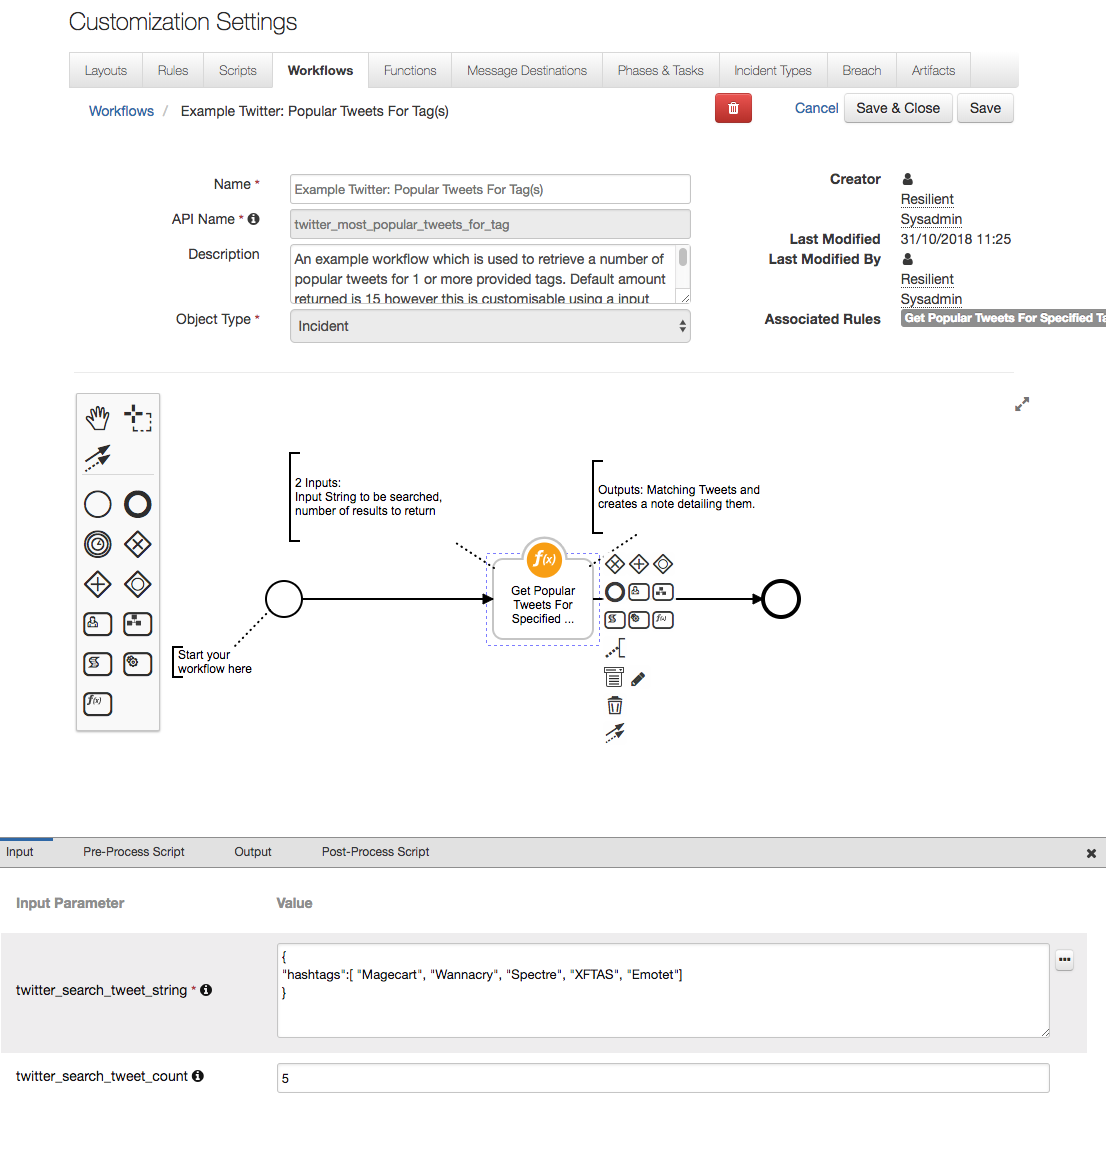 Customization Settings
Layouts Rules Scripts Workflows Functions Message Destinations Phases & Tasks Incident Types Breach Artifacts
Workflows / Example Twitter: Popular Tweets For Tag(s)
Cancel Save & Close Save
Name * Example Twitter: Popular Tweets For Tag(s)
API Name * twitter_most_popular_tweets_for_tag
Description An example workflow which is used to retrieve a number of
popular tweets for 1 or more provided tags. Default amount
returned is 15 however this is customisable using a input
Object Type * Incident
Creator
Resilient
Sysadmin
Last Modified 31/10/2018 11:25
Last Modified By
Resilient
Sysadmin
Associated Rules Get Popular Tweets For Specified Ta
2 Inputs:
Input String to be searched,
number of results to return
Outputs: Matching Tweets and
creates a note detailing them.
f(x)
Get Popular
Tweets For
Specified ...
f(x)
Start your
workflow here
f(x)
Input Pre-Process Script Output Post-Process Script
Input Parameter Value
twitter_search_tweet_string *
{
"hashtags":[ "Magecart", "Wannacry", "Spectre", "XFTAS", "Emotet"]
}
twitter_search_tweet_count 5